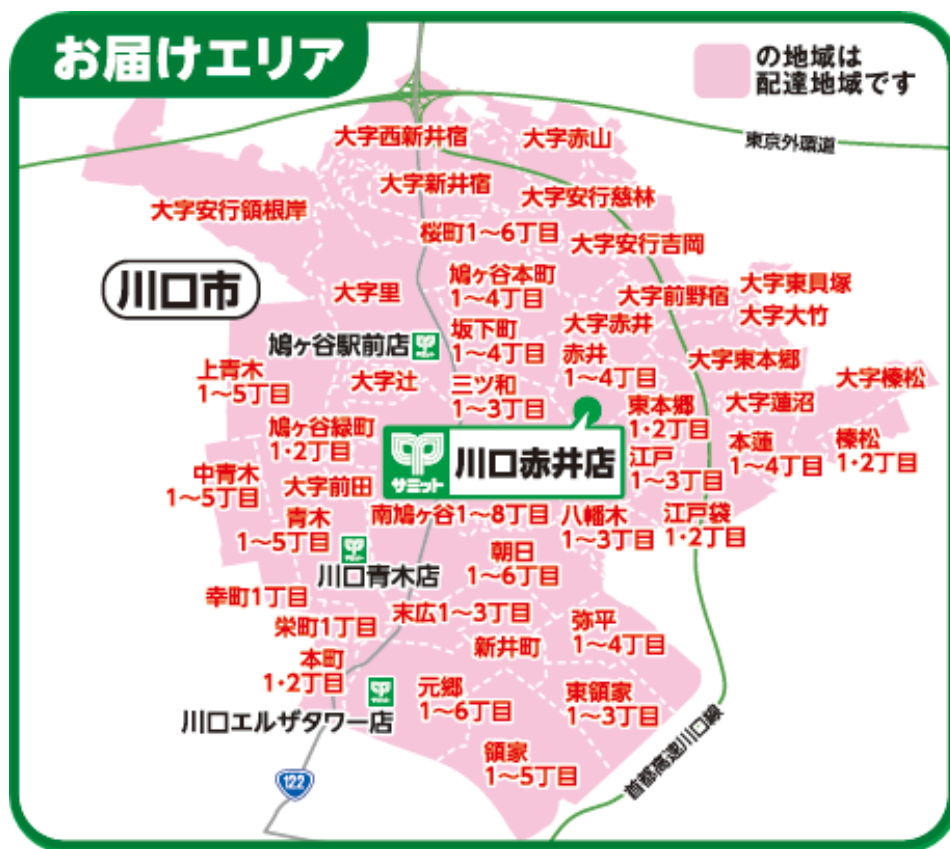 お届けエリア
の地域は
配達地域です
東京外環道
大字西新井宿
大字赤山
大字新井宿
大字安行慈林
大字安行領根岸
桜町1～6丁目
大字安行吉岡
川口市
大字里
鳩ヶ谷本町
1～4丁目
大字前野宿
大字東貝塚
大字大竹
鳩ヶ谷駅前店
坂下町
1～4丁目
大字赤井
赤井
1～4丁目
大字東本郷
上青木
1～5丁目
大字辻
三ツ和
1～3丁目
東本郷
1・2丁目
大字蓮沼
大字榛松
鳩ヶ谷緑町
1・2丁目
サミット
川口赤井店
江戸
1～3丁目
本蓮
1～4丁目
榛松
1・2丁目
中青木
1～5丁目
大字前田
青木
1～5丁目
南鳩ヶ谷1～8丁目
八幡木
1～3丁目
江戸袋
1・2丁目
川口青木店
朝日
1～6丁目
幸町1丁目
栄町1丁目
末広1～3丁目
新井町
弥平
1～4丁目
本町
1・2丁目
川口エルザタワー店
元郷
1～6丁目
東領家
1～3丁目
領家
1～5丁目
122
首都高速川口線